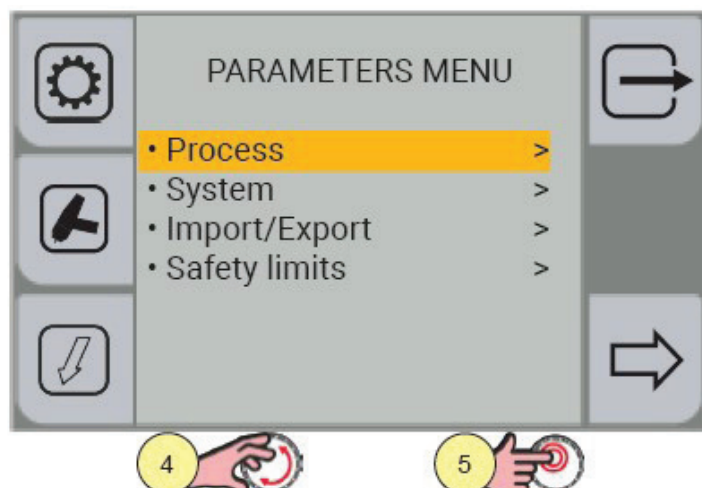 PARAMETERS MENU
• Process >
• System >
• Import/Export >
• Safety limits >
4 5